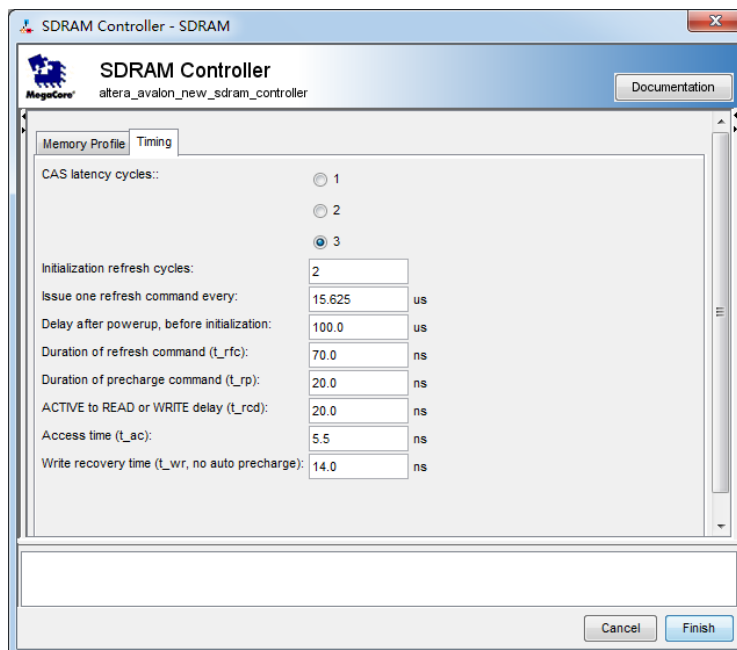 SDRAM Controller - SDRAM
MegaCore®
SDRAM Controller
altera_avalon_new_sdram_controller
Documentation
Memory Profile Timing
CAS latency cycles::
1
2
3
Initialization refresh cycles: 2
Issue one refresh command every: 15.625 us
Delay after powerup, before initialization: 100.0 us
Duration of refresh command (t_rfc): 70.0 ns
Duration of precharge command (t_rp): 20.0 ns
ACTIVE to READ or WRITE delay (t_rcd): 20.0 ns
Access time (t_ac): 5.5 ns
Write recovery time (t_wr, no auto precharge): 14.0 ns
Cancel Finish